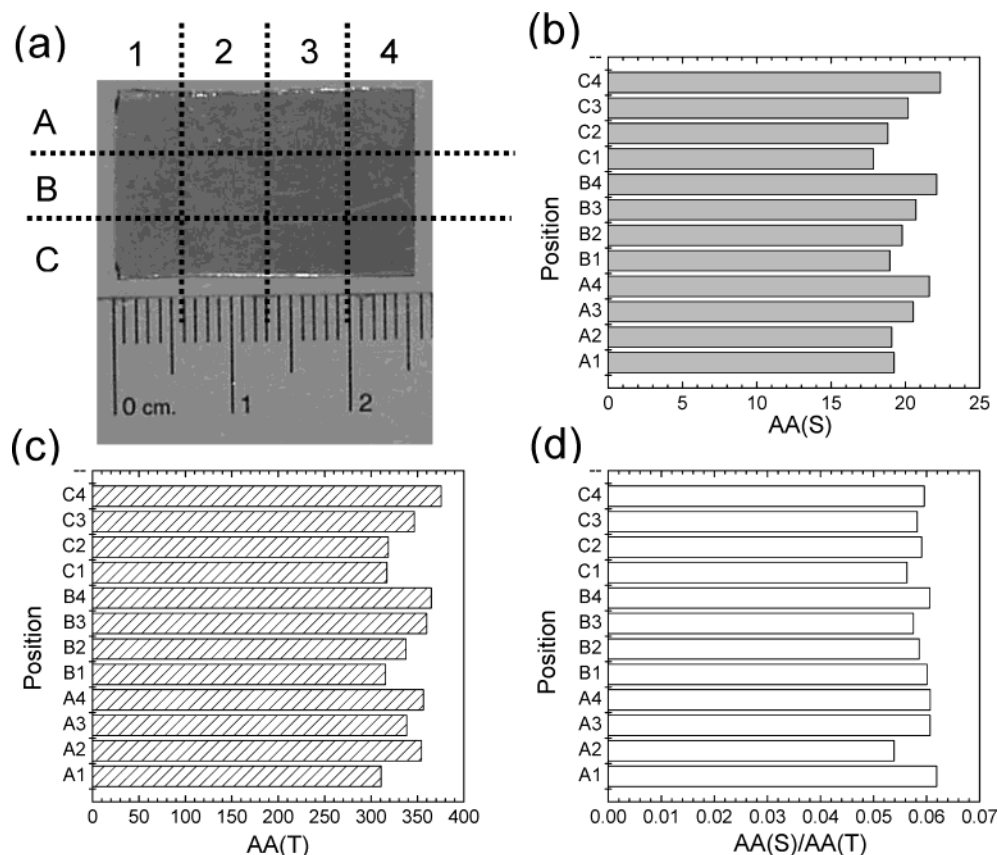 (a)
1 2 3 4
A
B
C
0 cm. 1 2
(b)
--
C4
C3
C2
C1
B4
B3
B2
B1
A4
A3
A2
A1
Position
0 5 10 15 20 25
AA(S)
(c)
--
C4
C3
C2
C1
B4
B3
B2
B1
A4
A3
A2
A1
Position
0 50 100 150 200 250 300 350 400
AA(T)
(d)
--
C4
C3
C2
C1
B4
B3
B2
B1
A4
A3
A2
A1
Position
0.00 0.01 0.02 0.03 0.04 0.05 0.06 0.07
AA(S)/AA(T)